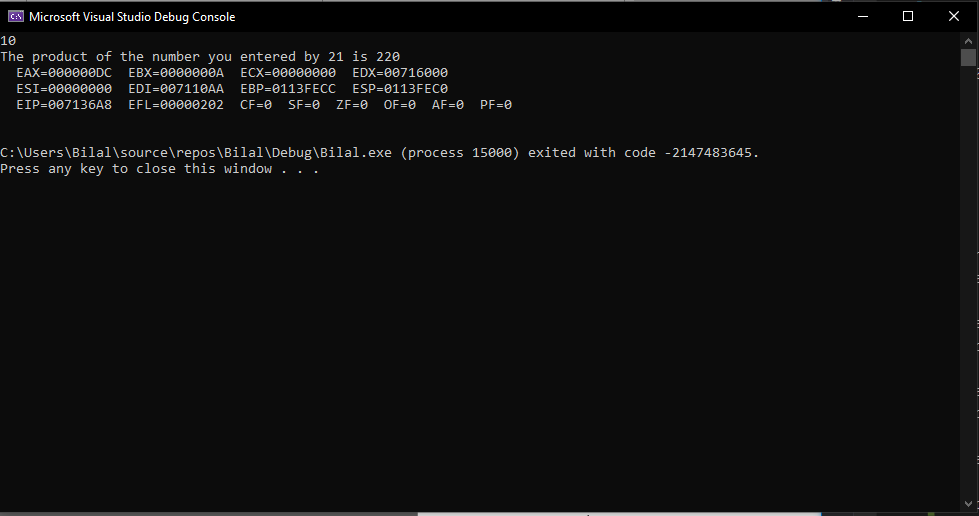 Microsoft Visual Studio Debug Console
10
The product of the number you entered by 21 is 220
EAX=000000DC EBX=0000000A ECX=00000000 EDX=00716000
ESI=00000000 EDI=007110AA EBP=0113FECC ESP=0113FEC0
EIP=007136A8 EFL=00000202 CF=0 SF=0 ZF=0 OF=0 AF=0 PF=0
C:\Users\Bilal\source\repos\Bilal\Debug\Bilal.exe (process 15000) exited with code -2147483645.
Press any key to close this window . . .